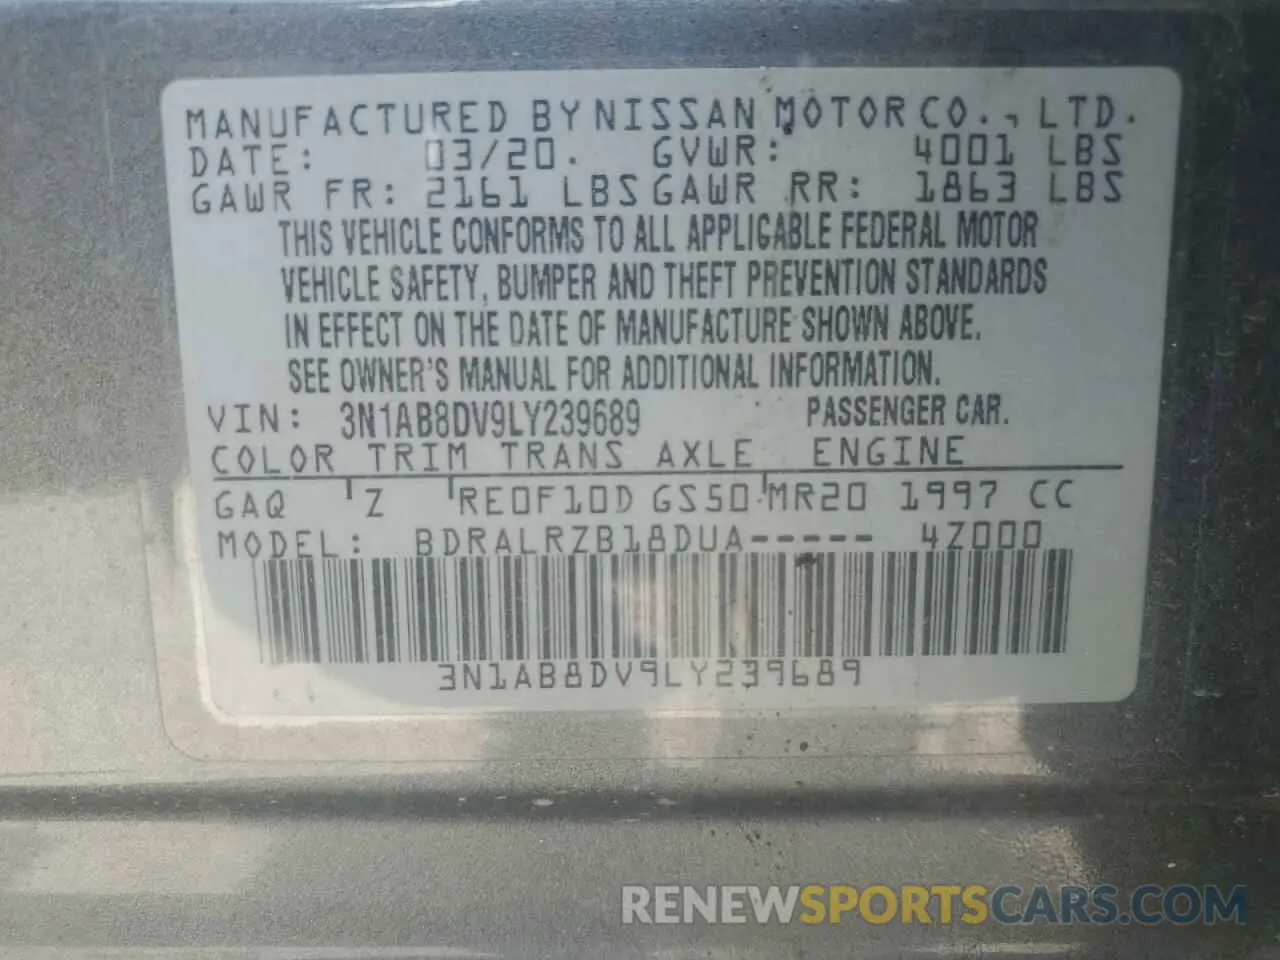 MANUFACTURED BY NISSAN MOTOR CO., LTD.
DATE: 03/20. GVWR: 4001 LBS
GAWR FR: 2161 LBS GAWR RR: 1863 LBS
THIS VEHICLE CONFORMS TO ALL APPLICABLE FEDERAL MOTOR
VEHICLE SAFETY, BUMPER AND THEFT PREVENTION STANDARDS
IN EFFECT ON THE DATE OF MANUFACTURE SHOWN ABOVE.
SEE OWNER'S MANUAL FOR ADDITIONAL INFORMATION.
VIN: 3N1AB8DV9LY239689 PASSENGER CAR.
COLOR TRIM TRANS AXLE ENGINE
GAQ Z RE0F10D GS50 MR20 1997 CC
MODEL: BDRALRZB18DUA----- 4Z000
3N1AB8DV9LY239689
RENEWSPORTSCARS.COM